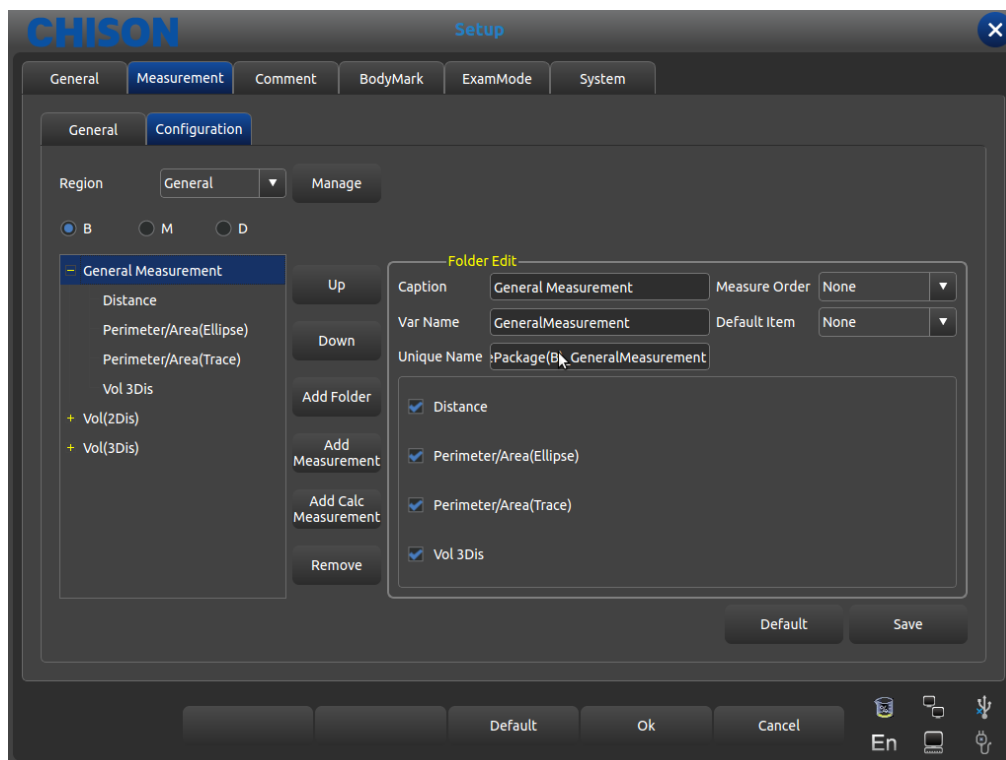 CHISON
Setup
General Measurement Comment BodyMark ExamMode System
General Configuration
Region General Manage
B M D
General Measurement
Distance
Perimeter/Area(Ellipse)
Perimeter/Area(Trace)
Vol 3Dis
Vol(2Dis)
Vol(3Dis)
Up
Down
Add Folder
Add
Measurement
Add Calc
Measurement
Remove
Folder Edit
Caption General Measurement Measure Order None
Var Name GeneralMeasurement Default Item None
Unique Name ePackage(B)_GeneralMeasurement
Distance
Perimeter/Area(Ellipse)
Perimeter/Area(Trace)
Vol 3Dis
Default Save
Default Ok Cancel
En